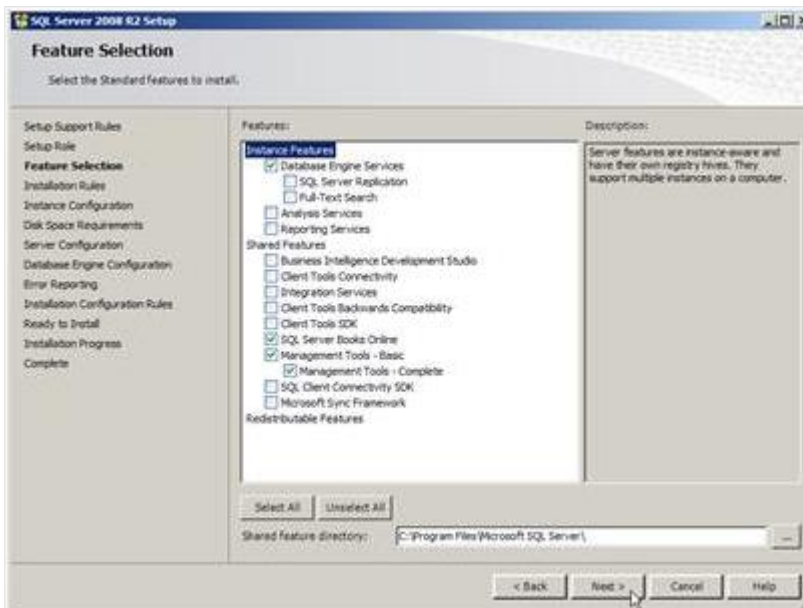 SQL Server 2008 R2 Setup
Feature Selection
Select the Standard features to install.
Setup Support Rules
Setup Role
Feature Selection
Installation Rules
Instance Configuration
Disk Space Requirements
Server Configuration
Database Engine Configuration
Error Reporting
Installation Configuration Rules
Ready to Install
Installation Progress
Complete
Features:
Instance Features
Database Engine Services
SQL Server Replication
Full-Text Search
Analysis Services
Reporting Services
Shared Features
Business Intelligence Development Studio
Client Tools Connectivity
Integration Services
Client Tools Backwards Compatibility
Client Tools SDK
SQL Server Books Online
Management Tools - Basic
Management Tools - Complete
SQL Client Connectivity SDK
Microsoft Sync Framework
Redistributable Features
Description:
Server features are instance-aware and
have their own registry hives. They
support multiple instances on a computer.
Select All Unselect All
Shared feature directory: C:\Program Files\Microsoft SQL Server\ ...
< Back Next > Cancel Help